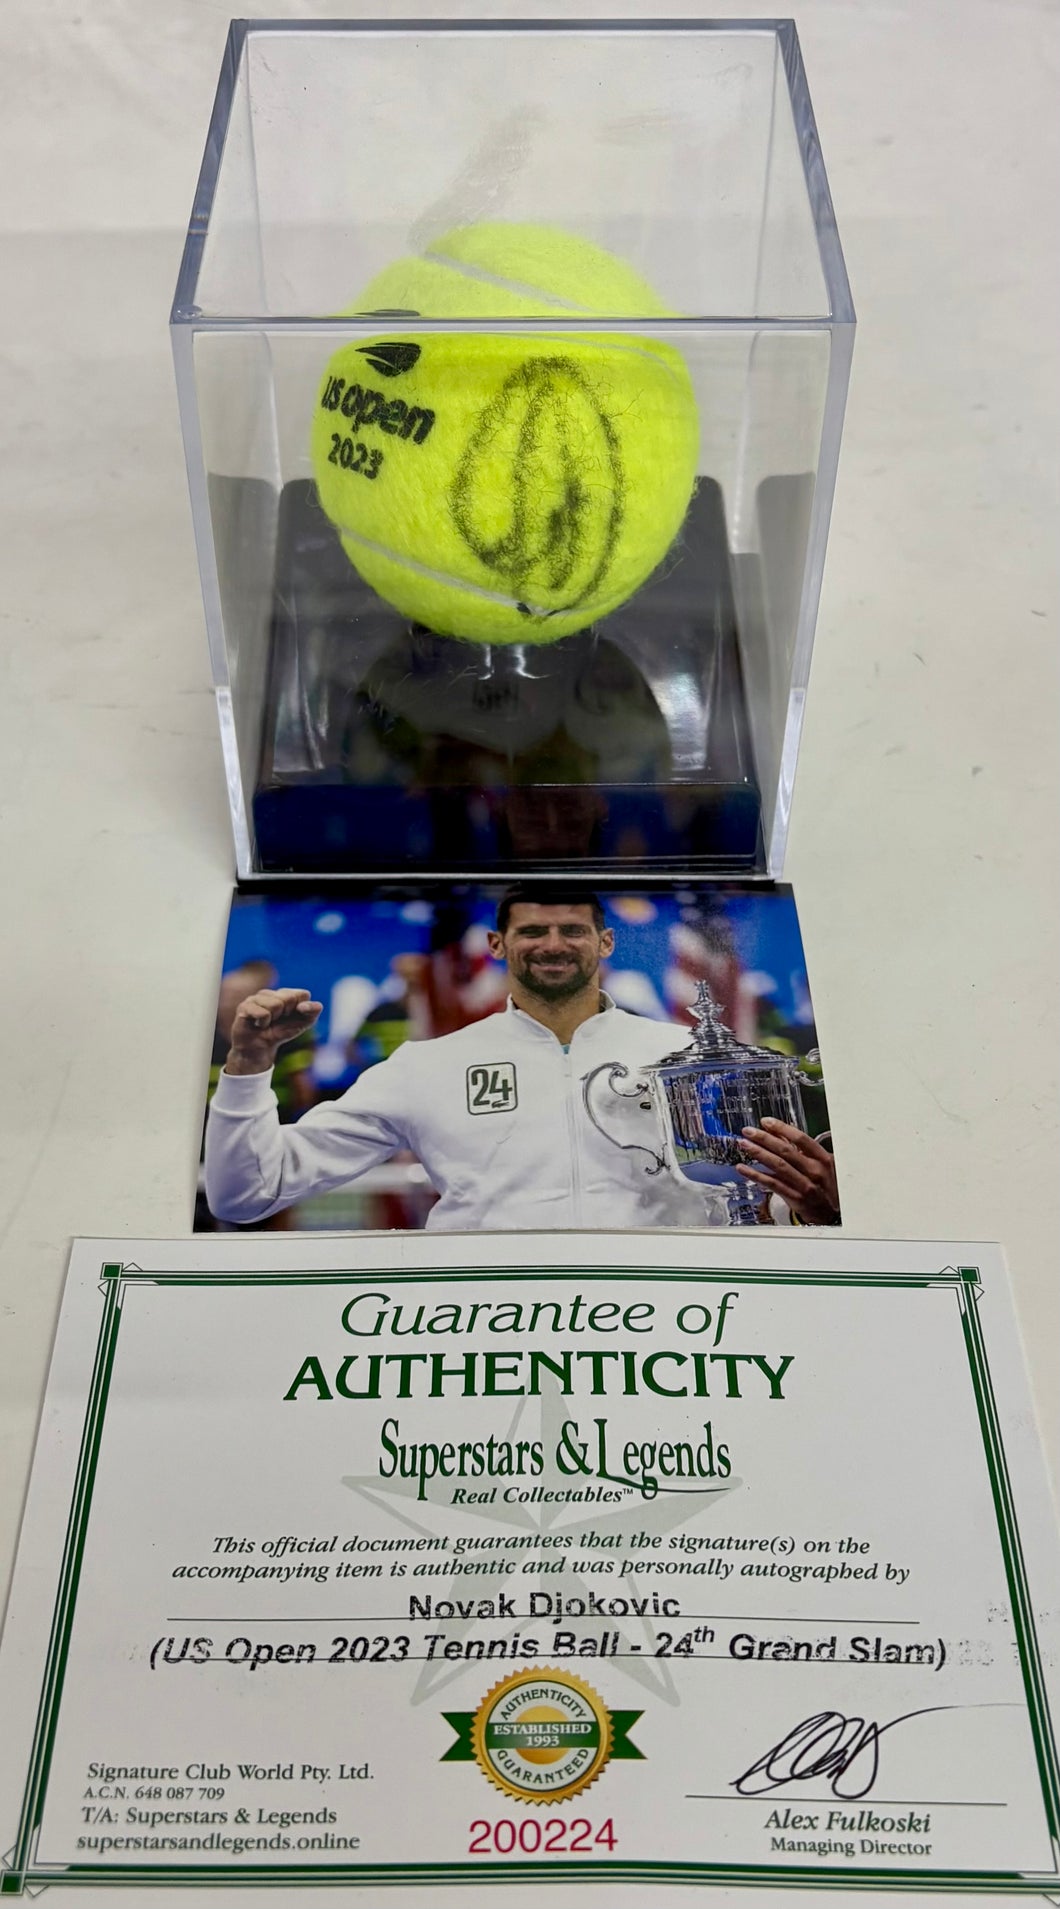 US open
2023
24
Guarantee of
AUTHENTICITY
Superstars & Legends
Real Collectables™
This official document guarantees that the signature(s) on the
accompanying item is authentic and was personally autographed by
Novak Djokovic
(US Open 2023 Tennis Ball - 24th Grand Slam)
AUTHENTICITY
ESTABLISHED
1993
GUARANTEED
Signature Club World Pty. Ltd.
A.C.N. 648 087 709
T/A: Superstars & Legends
superstarsandlegends.online
200224
Alex Fulkoski
Managing Director